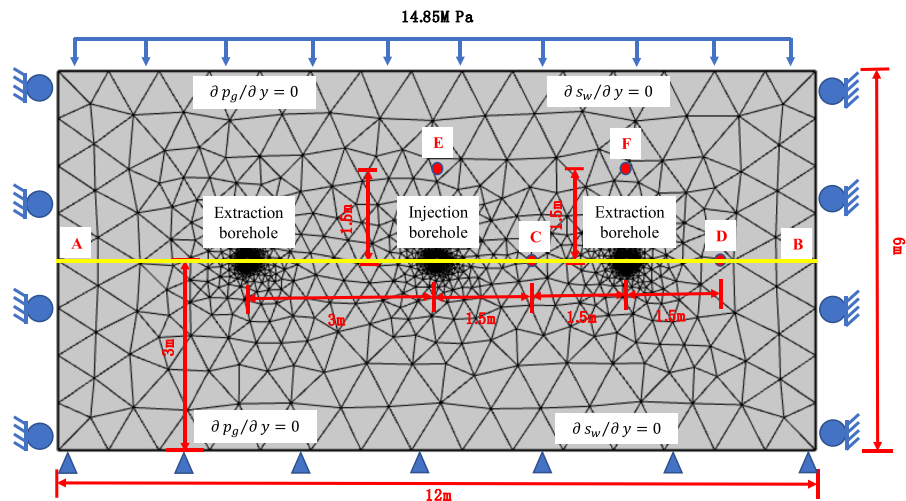 14.85M Pa
∂ p_g/∂ y = 0
∂ s_w/∂ y = 0
E
F
1.5m
1.5m
6m
Extraction borehole
Injection borehole
Extraction borehole
A
C
D
B
3m
1.5m
1.5m
1.5m
3m
∂ p_g/∂ y = 0
∂ s_w/∂ y = 0
12m